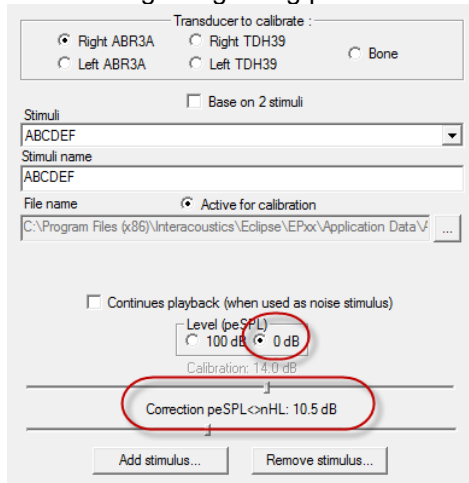 Transducer to calibrate :
Right ABR3A Right TDH39
Bone
Left ABR3A Left TDH39
Base on 2 stimuli
Stimuli
ABCDEF
Stimuli name
ABCDEF
File name Active for calibration
C:\Program Files (x86)\Interacoustics\Eclipse\EPxx\Application Data\ ...
Continues playback (when used as noise stimulus)
Level (peSPL)
100 dB 0 dB
Calibration: 14.0 dB
Correction peSPL<>nHL: 10.5 dB
Add stimulus... Remove stimulus...